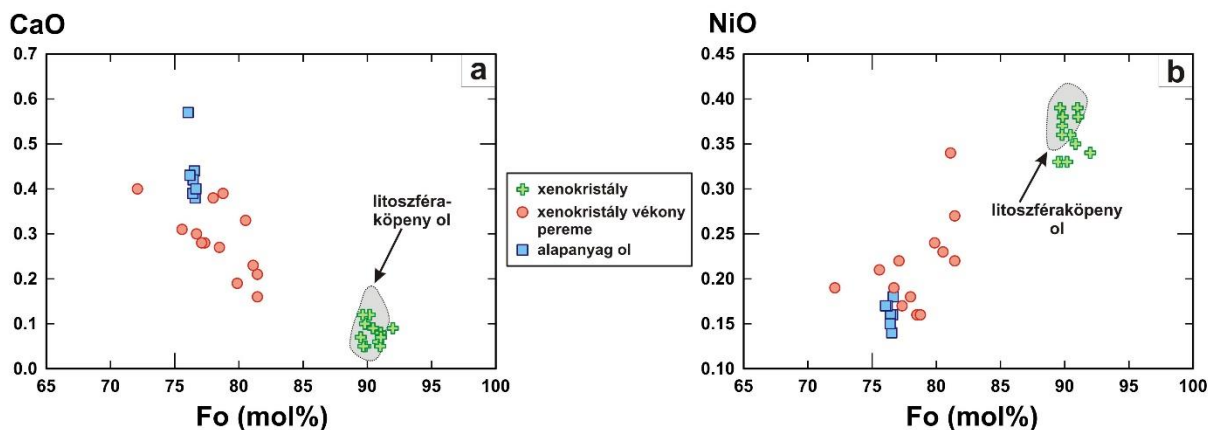 CaO
0.7
0.6
0.5
0.4
0.3
0.2
0.1
0.0
65 70 75 80 85 90 95 100
Fo (mol%)
a
litoszféra-
köpeny ol
xenokristály
xenokristály vékony
pereme
alapanyag ol
NiO
0.45
0.40
0.35
0.30
0.25
0.20
0.15
0.10
65 70 75 80 85 90 95 100
Fo (mol%)
b
litoszféraköpeny
ol